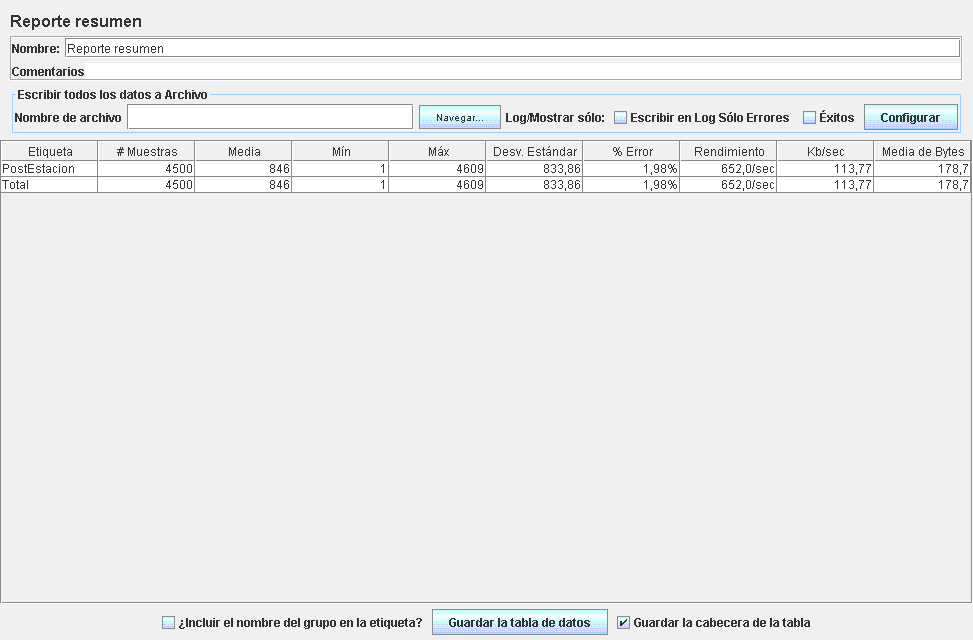 Reporte resumen
Nombre: Reporte resumen
Comentarios
Escribir todos los datos a Archivo
Nombre de archivo Navegar... Log/Mostrar sólo: Escribir en Log Sólo Errores Éxitos Configurar
Etiqueta # Muestras Media Mín Máx Desv. Estándar % Error Rendimiento Kb/sec Media de Bytes
PostEstacion 4500 846 1 4609 833,86 1,98% 652,0/sec 113,77 178,7
Total 4500 846 1 4609 833,86 1,98% 652,0/sec 113,77 178,7
¿Incluir el nombre del grupo en la etiqueta? Guardar la tabla de datos Guardar la cabecera de la tabla